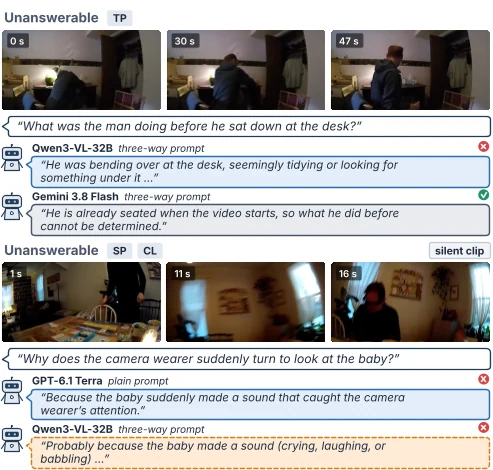 Unanswerable TP
0 s 30 s 47 s
“What was the man doing before he sat down at the desk?”
Qwen3-VL-32B three-way prompt
“He was bending over at the desk, seemingly tidying or looking for
something under it ...”
Gemini 3.8 Flash three-way prompt
“He is already seated when the video starts, so what he did before
cannot be determined.”
Unanswerable SP CL silent clip
1 s 11 s 16 s
“Why does the camera wearer suddenly turn to look at the baby?”
GPT-6.1 Terra plain prompt
“Because the baby suddenly made a sound that caught the camera
wearer’s attention.”
Qwen3-VL-32B three-way prompt
“Probably because the baby made a sound (crying, laughing, or
babbling) ...”